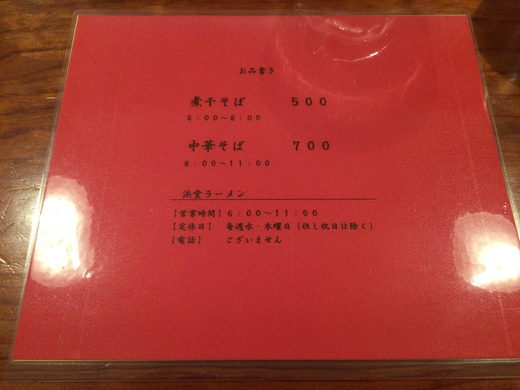 お品書き
煮干そば 500
6:00～8:00
中華そば 700
8:00～11:00
浜堂ラーメン
【営業時間】6:00～11:00
【定休日】 毎週水・木曜日(但し祝日は除く)
【電話】 ございません